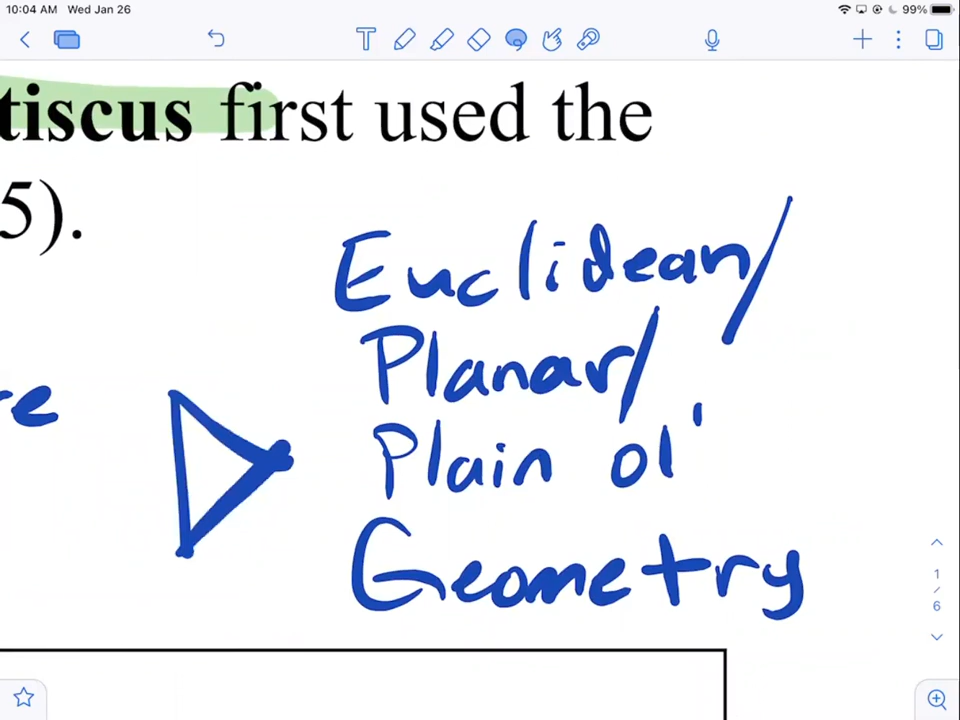 10:04 AM Wed Jan 26
99%
tiscus first used the
5).
re
Euclidean/
Planar/
Plain ol'
Geometry
1
/
6